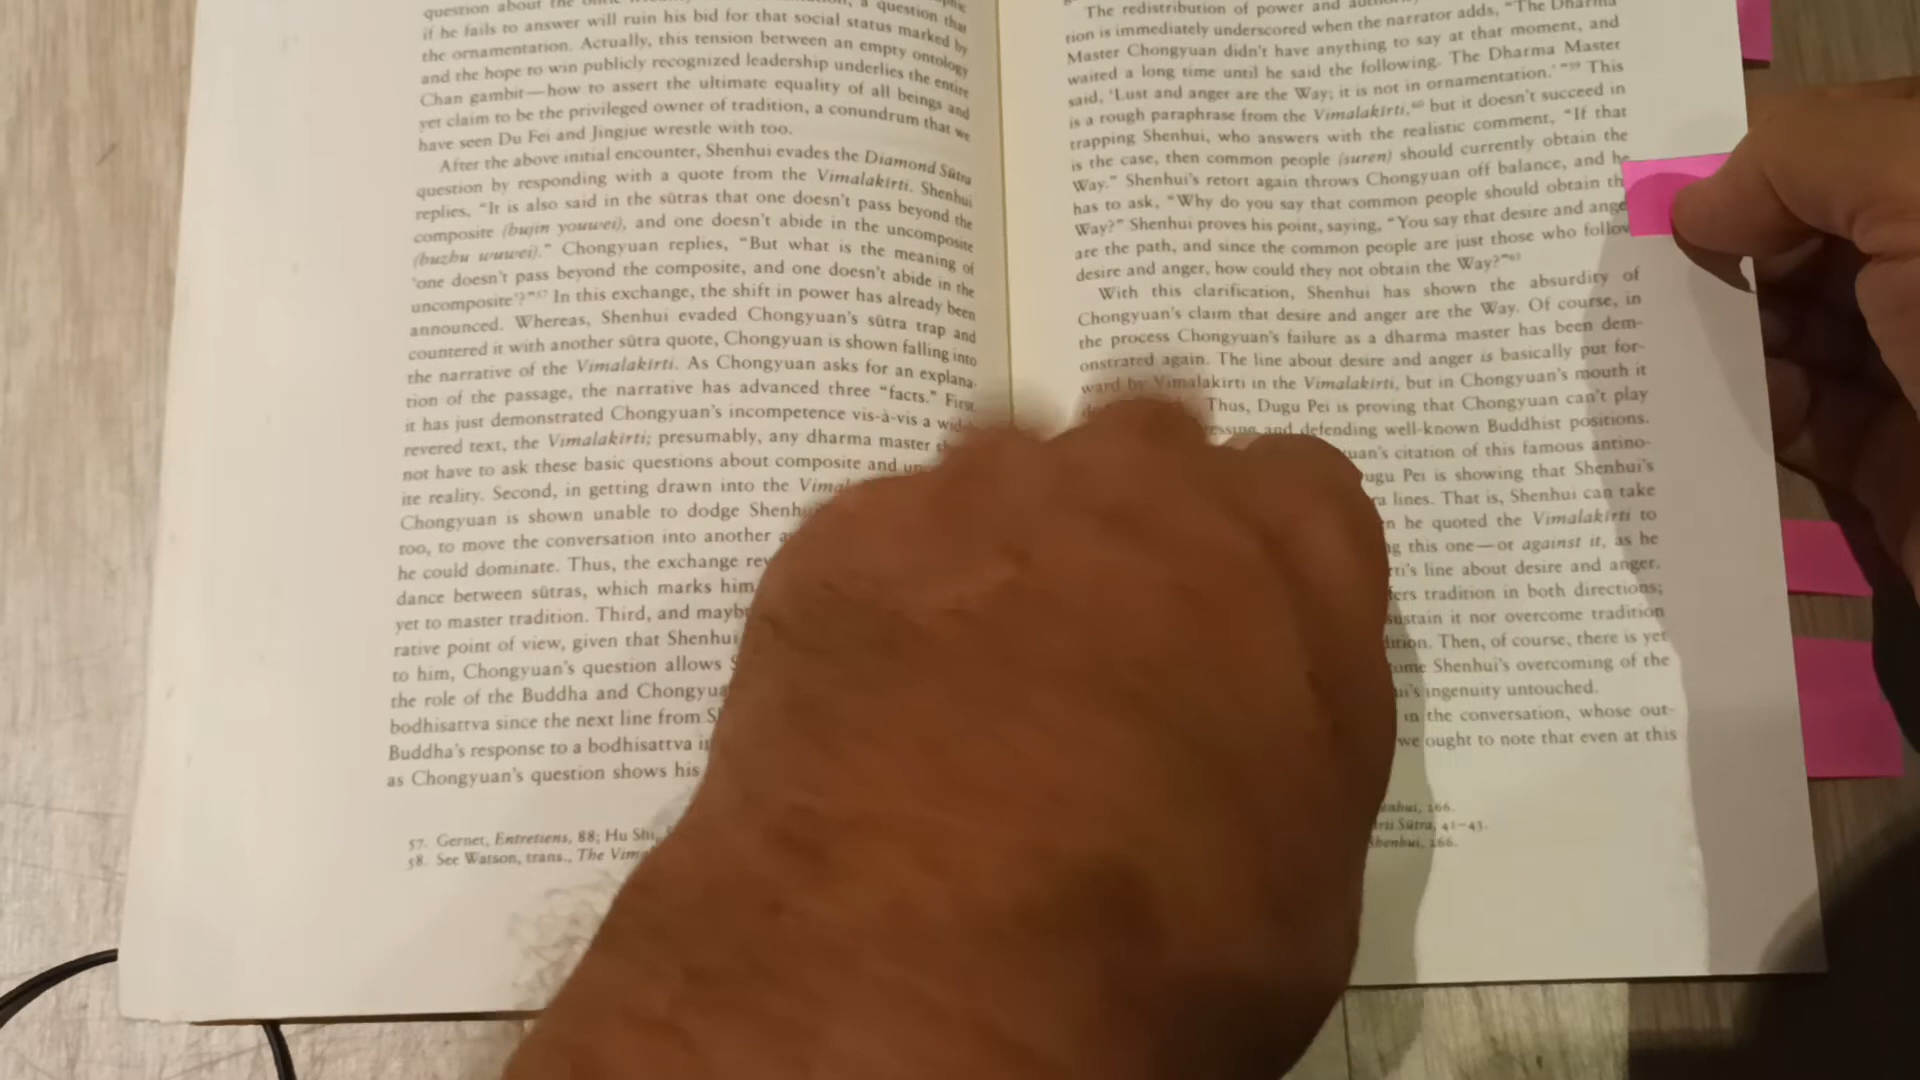 question about the
if he fails to answer will ruin his bid for that social status marked by
the ornamentation. Actually, this tension between an empty ontology
and the hope to win publicly recognized leadership underlies the entire
Chan gambit—how to assert the ultimate equality of all beings and
yet claim to be the privileged owner of tradition, a conundrum that we
have seen Du Fei and Jingjue wrestle with too.
After the above initial encounter, Shenhui evades the Diamond Sūtra
question by responding with a quote from the Vimalakīrti. Shenhui
replies, “It is also said in the sūtras that one doesn’t pass beyond the
composite (bujin youwei), and one doesn’t abide in the uncomposite
(buzhu wuwei).” Chongyuan replies, “But what is the meaning of
‘one doesn’t pass beyond the composite, and one doesn’t abide in the
uncomposite’?”57 In this exchange, the shift in power has already been
announced. Whereas, Shenhui evaded Chongyuan’s sūtra trap and
countered it with another sūtra quote, Chongyuan is shown falling into
the narrative of the Vimalakīrti. As Chongyuan asks for an explana-
tion of the passage, the narrative has advanced three “facts.” First,
it has just demonstrated Chongyuan’s incompetence vis-à-vis a
revered text, the Vimalakīrti; presumably, any dharma master
not have to ask these basic questions about composite and
ite reality. Second, in getting drawn into the
Chongyuan is shown unable to dodge
too, to move the conversation into another
he could dominate. Thus, the exchange
dance between sūtras, which marks him
yet to master tradition. Third, and
rative point of view, given that Shenhui
to him, Chongyuan’s question allows
the role of the Buddha and
bodhisattva since the next line from
Buddha’s response to a bodhisattva
as Chongyuan’s question shows his
57. Gernet, Entretiens, 88; Hu Shi,
58. See Watson, trans., The
The redistribution of power and
tion is immediately underscored when the narrator adds, “The Dharma
Master Chongyuan didn’t have anything to say at that moment, and
waited a long time until he said the following. The Dharma Master
said, ‘Lust and anger are the Way; it is not in ornamentation.’”59 This
is a rough paraphrase from the Vimalakīrti,60 but it doesn’t succeed in
trapping Shenhui, who answers with the realistic comment, “If that
is the case, then common people (suren) should currently obtain the
Way.” Shenhui’s retort again throws Chongyuan off balance, and he
has to ask, “Why do you say that common people should obtain
Way?” Shenhui proves his point, saying, “You say that desire and
are the path, and since the common people are just those who follow
desire and anger, how could they not obtain the Way?”61
With this clarification, Shenhui has shown the absurdity of
Chongyuan’s claim that desire and anger are the Way. Of course, in
the process Chongyuan’s failure as a dharma master has been dem-
onstrated again. The line about desire and anger is basically put for-
ward by Vimalakīrti in the Vimalakīrti, but in Chongyuan’s mouth it
Thus, Dugu Pei is proving that Chongyuan can’t play
and defending well-known Buddhist positions.
citation of this famous antino-
Pei is showing that Shenhui’s
lines. That is, Shenhui can take
he quoted the Vimalakīrti to
this one—or against it, as he
line about desire and anger.
tradition in both directions;
sustain it nor overcome tradition
Then, of course, there is yet
Shenhui’s overcoming of the
ingenuity untouched.
in the conversation, whose out-
we ought to note that even at this
166.
Sūtra, 41–43.
Shenhui, 166.